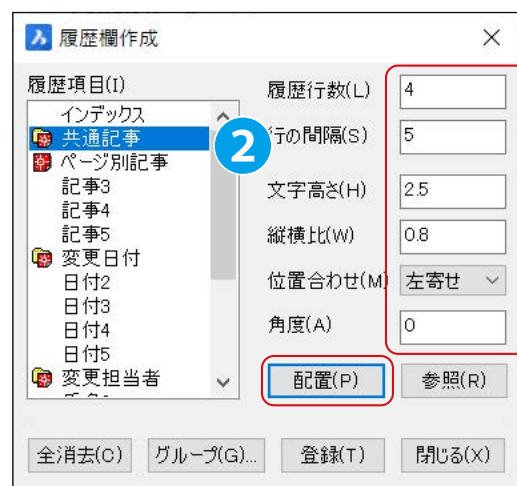 履歴欄作成
履歴項目(I)
インデックス
共通記事
ページ別記事
記事3
記事4
記事5
変更日付
日付2
日付3
日付4
日付5
変更担当者
2
履歴行数(L) 4
行の間隔(S) 5
文字高さ(H) 2.5
縦横比(W) 0.8
位置合わせ(M) 左寄せ
角度(A) 0
配置(P) 参照(R)
全消去(C) グループ(G)... 登録(T) 閉じる(X)